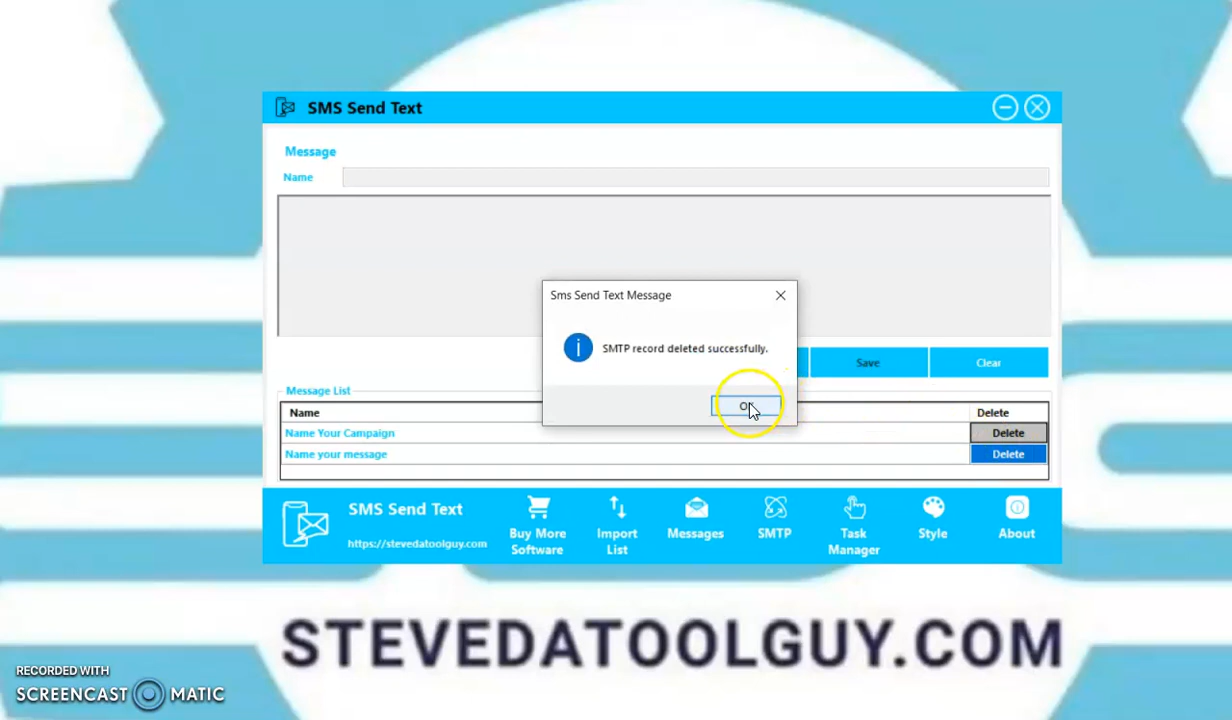 SMS Send Text
Message
Name
Sms Send Text Message
SMTP record deleted successfully.
Save
Clear
Message List
Name
Delete
Name Your Campaign
Delete
Name your message
Delete
SMS Send Text
https://stevedatoolguy.com
Buy More
Software
Import
List
Messages
SMTP
Task
Manager
Style
About
STEVEDATOOLGUY.COM
RECORDED WITH
SCREENCAST MATIC